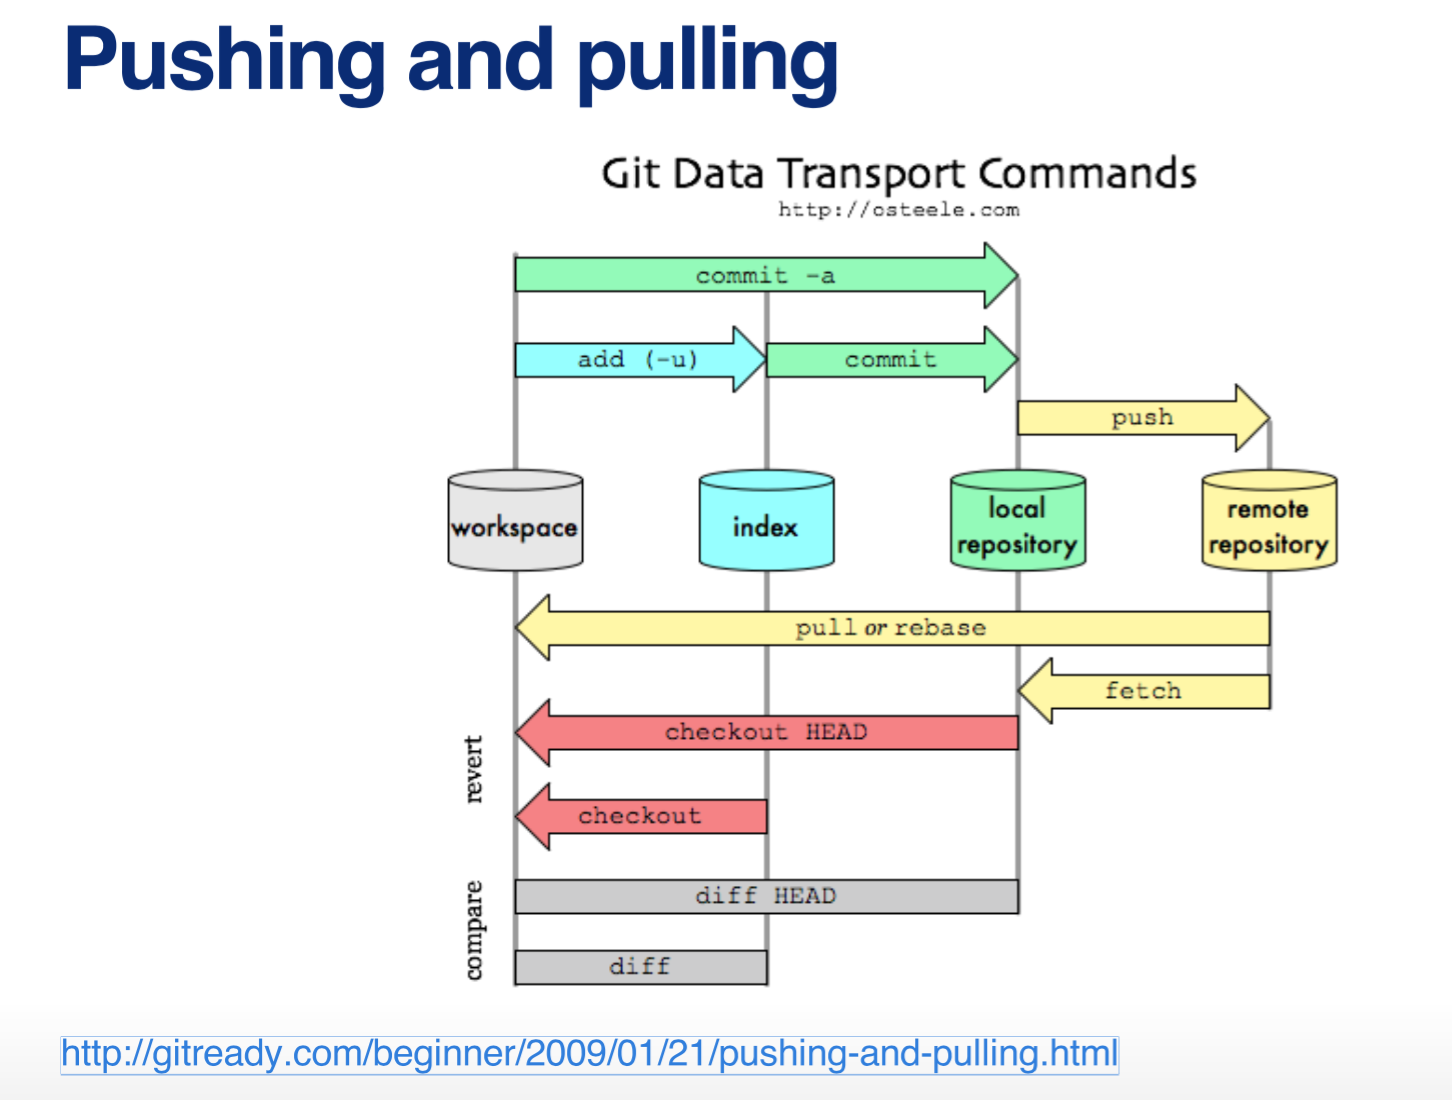 Pushing and pulling
Git Data Transport Commands
http://osteele.com
commit -a
add (-u)
commit
push
workspace
index
local
repository
remote
repository
pull or rebase
fetch
revert
checkout HEAD
checkout
compare
diff HEAD
diff
http://gitready.com/beginner/2009/01/21/pushing-and-pulling.html